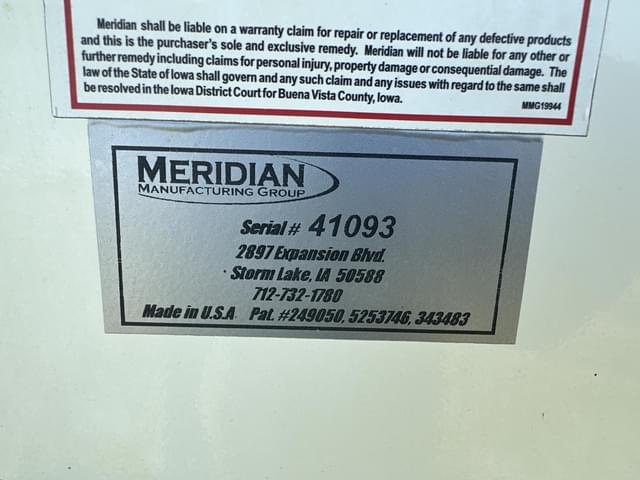 Meridian shall be liable on a warranty claim for repair or replacement of any defective products
and this is the purchaser's sole and exclusive remedy. Meridian will not be liable for any other or
further remedy including claims for personal injury, property damage or consequential damage. The
law of the State of Iowa shall govern and any such claim and any issues with regard to the same shall
be resolved in the Iowa District Court for Buena Vista County, Iowa.
MMG19944
MERIDIAN
MANUFACTURING GROUP
Serial # 41093
2897 Expansion Blvd.
Storm Lake, IA 50588
712-732-1780
Made in U.S.A Pat. #249050, 5253746, 343483